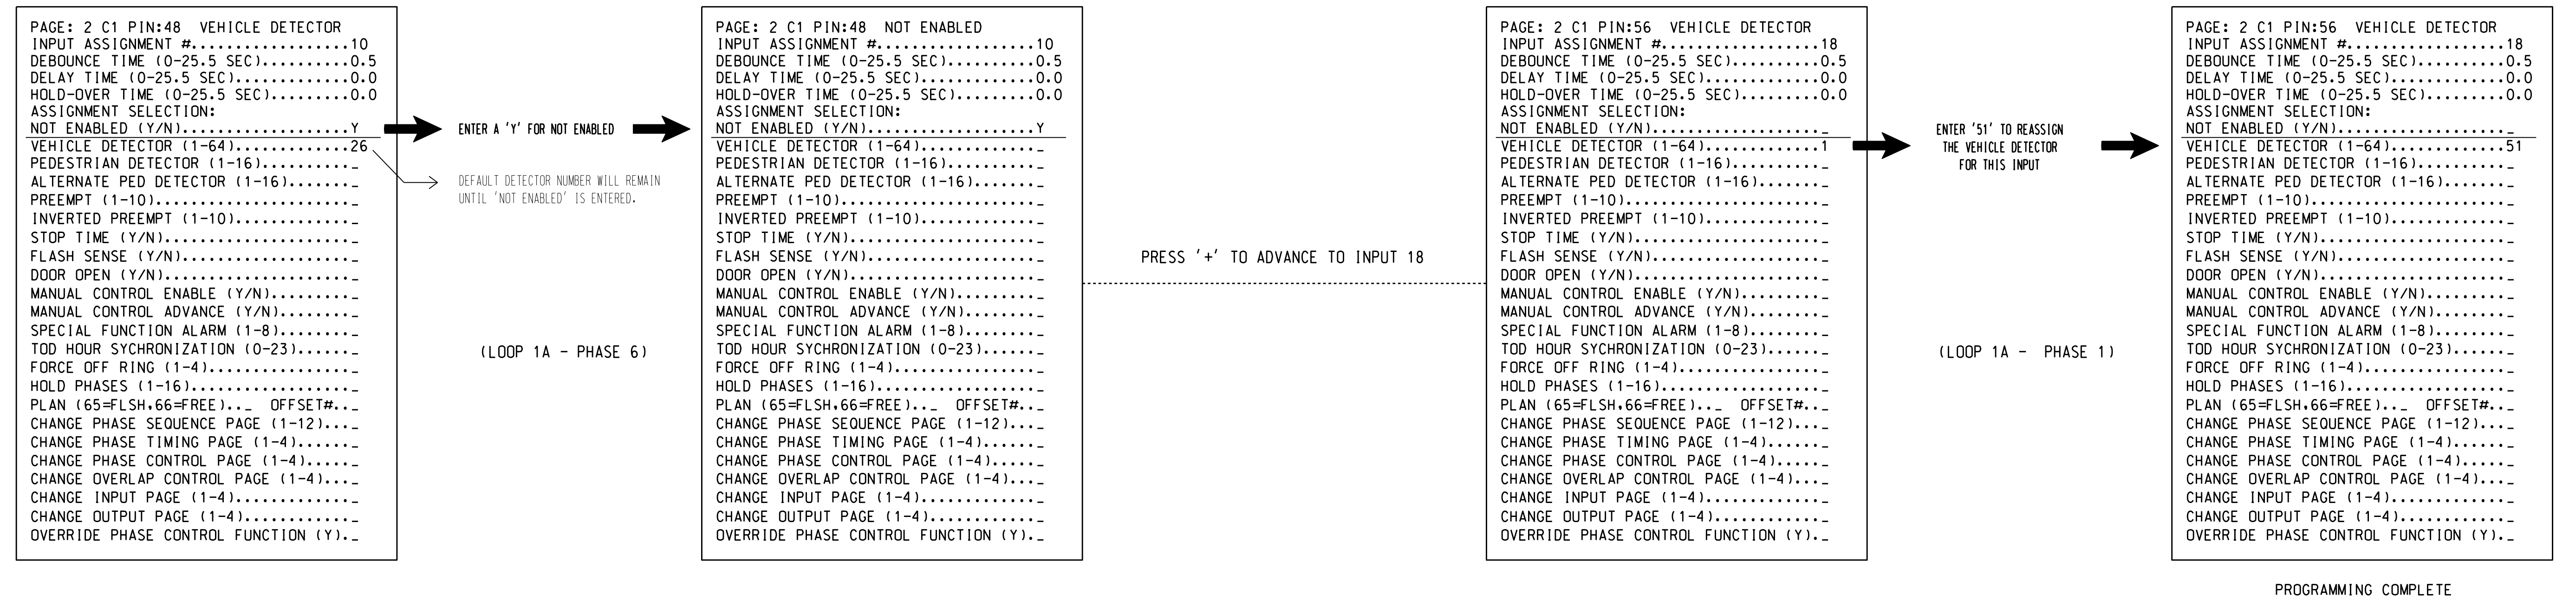 PAGE: 2 C1 PIN:48  VEHICLE DETECTOR
INPUT ASSIGNMENT #..................10
DEBOUNCE TIME (0-25.5 SEC)..........0.5
DELAY TIME (0-25.5 SEC).............0.0
HOLD-OVER TIME (0-25.5 SEC).........0.0
ASSIGNMENT SELECTION:
NOT ENABLED (Y/N)...................Y
VEHICLE DETECTOR (1-64).............26
PEDESTRIAN DETECTOR (1-16)..........._
ALTERNATE PED DETECTOR (1-16)......._
PREEMPT (1-10)......................_
INVERTED PREEMPT (1-10)............._
STOP TIME (Y/N)....................._
FLASH SENSE (Y/N)..................._
DOOR OPEN (Y/N)....................._
MANUAL CONTROL ENABLE (Y/N)........._
MANUAL CONTROL ADVANCE (Y/N)........_
SPECIAL FUNCTION ALARM (1-8)........_
TOD HOUR SYCHRONIZATION (0-23)......_
FORCE OFF RING (1-4)................_
HOLD PHASES (1-16).................._
PLAN (65=FLSH,66=FREE).._  OFFSET#.._
CHANGE PHASE SEQUENCE PAGE (1-12)..._
CHANGE PHASE TIMING PAGE (1-4)......_
CHANGE PHASE CONTROL PAGE (1-4)....._
CHANGE OVERLAP CONTROL PAGE (1-4)..._
CHANGE INPUT PAGE (1-4)............._
CHANGE OUTPUT PAGE (1-4)............_
OVERRIDE PHASE CONTROL FUNCTION (Y)._
ENTER A 'Y' FOR NOT ENABLED
DEFAULT DETECTOR NUMBER WILL REMAIN
UNTIL 'NOT ENABLED' IS ENTERED.
(LOOP 1A - PHASE 6)
PAGE: 2 C1 PIN:48  NOT ENABLED
INPUT ASSIGNMENT #..................10
DEBOUNCE TIME (0-25.5 SEC)..........0.5
DELAY TIME (0-25.5 SEC).............0.0
HOLD-OVER TIME (0-25.5 SEC).........0.0
ASSIGNMENT SELECTION:
NOT ENABLED (Y/N)...................Y
VEHICLE DETECTOR (1-64)............._
PEDESTRIAN DETECTOR (1-16).........._
ALTERNATE PED DETECTOR (1-16)......._
PREEMPT (1-10)......................_
INVERTED PREEMPT (1-10)............._
STOP TIME (Y/N)....................._
FLASH SENSE (Y/N)..................._
DOOR OPEN (Y/N)....................._
MANUAL CONTROL ENABLE (Y/N)........._
MANUAL CONTROL ADVANCE (Y/N)........_
SPECIAL FUNCTION ALARM (1-8)........_
TOD HOUR SYCHRONIZATION (0-23)......_
FORCE OFF RING (1-4)................_
HOLD PHASES (1-16).................._
PLAN (65=FLSH,66=FREE).._  OFFSET#.._
CHANGE PHASE SEQUENCE PAGE (1-12)..._
CHANGE PHASE TIMING PAGE (1-4)......_
CHANGE PHASE CONTROL PAGE (1-4)....._
CHANGE OVERLAP CONTROL PAGE (1-4)..._
CHANGE INPUT PAGE (1-4)............._
CHANGE OUTPUT PAGE (1-4)............_
OVERRIDE PHASE CONTROL FUNCTION (Y)._
PRESS '+' TO ADVANCE TO INPUT 18
PAGE: 2 C1 PIN:56  VEHICLE DETECTOR
INPUT ASSIGNMENT #..................18
DEBOUNCE TIME (0-25.5 SEC)..........0.5
DELAY TIME (0-25.5 SEC).............0.0
HOLD-OVER TIME (0-25.5 SEC).........0.0
ASSIGNMENT SELECTION:
NOT ENABLED (Y/N)..................._
VEHICLE DETECTOR (1-64).............1
PEDESTRIAN DETECTOR (1-16).........._
ALTERNATE PED DETECTOR (1-16)......._
PREEMPT (1-10)......................_
INVERTED PREEMPT (1-10)............._
STOP TIME (Y/N)....................._
FLASH SENSE (Y/N)..................._
DOOR OPEN (Y/N)....................._
MANUAL CONTROL ENABLE (Y/N)........._
MANUAL CONTROL ADVANCE (Y/N)........_
SPECIAL FUNCTION ALARM (1-8)........_
TOD HOUR SYCHRONIZATION (0-23)......_
FORCE OFF RING (1-4)................_
HOLD PHASES (1-16).................._
PLAN (65=FLSH,66=FREE).._  OFFSET#.._
CHANGE PHASE SEQUENCE PAGE (1-12)..._
CHANGE PHASE TIMING PAGE (1-4)......_
CHANGE PHASE CONTROL PAGE (1-4)....._
CHANGE OVERLAP CONTROL PAGE (1-4)..._
CHANGE INPUT PAGE (1-4)............._
CHANGE OUTPUT PAGE (1-4)............_
OVERRIDE PHASE CONTROL FUNCTION (Y)._
ENTER '51' TO REASSIGN
THE VEHICLE DETECTOR
FOR THIS INPUT
(LOOP 1A -  PHASE 1)
PAGE: 2 C1 PIN:56  VEHICLE DETECTOR
INPUT ASSIGNMENT #..................18
DEBOUNCE TIME (0-25.5 SEC)..........0.5
DELAY TIME (0-25.5 SEC).............0.0
HOLD-OVER TIME (0-25.5 SEC).........0.0
ASSIGNMENT SELECTION:
NOT ENABLED (Y/N)..................._
VEHICLE DETECTOR (1-64).............51
PEDESTRIAN DETECTOR (1-16).........._
ALTERNATE PED DETECTOR (1-16)......._
PREEMPT (1-10)......................_
INVERTED PREEMPT (1-10)............._
STOP TIME (Y/N)....................._
FLASH SENSE (Y/N)..................._
DOOR OPEN (Y/N)....................._
MANUAL CONTROL ENABLE (Y/N)........._
MANUAL CONTROL ADVANCE (Y/N)........_
SPECIAL FUNCTION ALARM (1-8)........_
TOD HOUR SYCHRONIZATION (0-23)......_
FORCE OFF RING (1-4)................_
HOLD PHASES (1-16).................._
PLAN (65=FLSH,66=FREE).._  OFFSET#.._
CHANGE PHASE SEQUENCE PAGE (1-12)..._
CHANGE PHASE TIMING PAGE (1-4)......_
CHANGE PHASE CONTROL PAGE (1-4)....._
CHANGE OVERLAP CONTROL PAGE (1-4)..._
CHANGE INPUT PAGE (1-4)............._
CHANGE OUTPUT PAGE (1-4)............_
OVERRIDE PHASE CONTROL FUNCTION (Y)._
PROGRAMMING COMPLETE